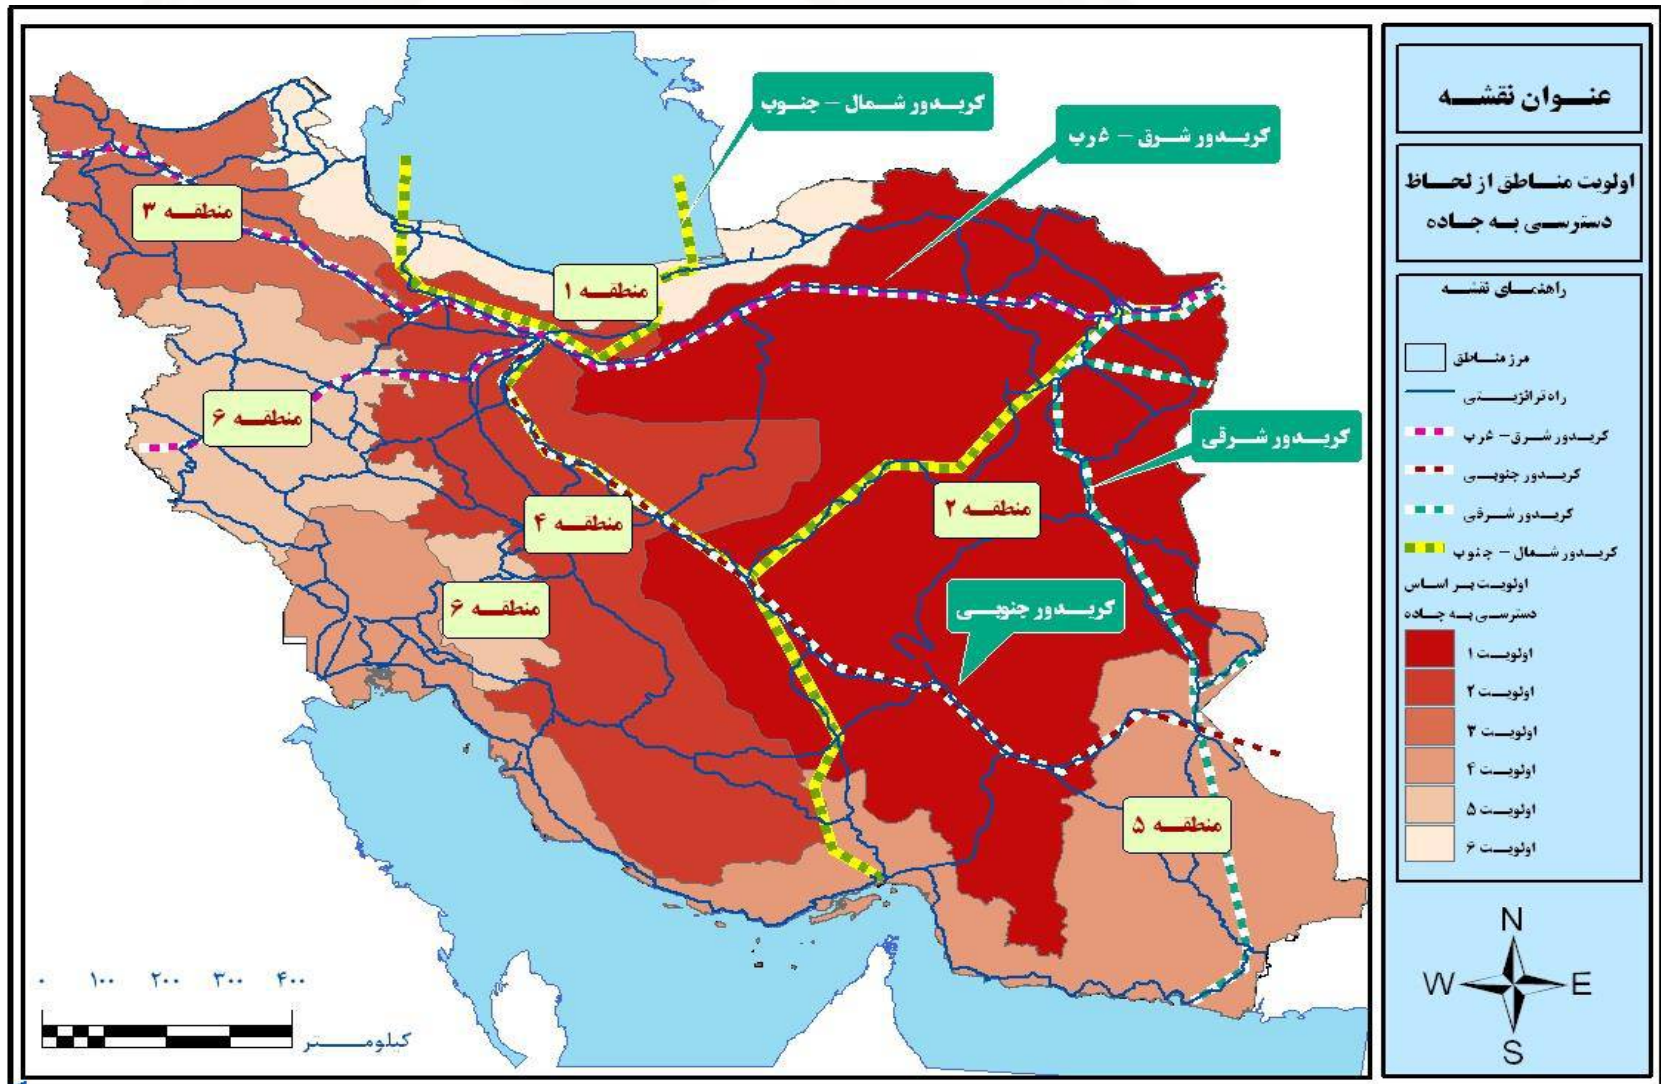 عنوان نقشه
اولویت مناطق از لحاظ
دسترسی به جاده
راهنمای نقشه
مرز مناطق
راه ترانزیتی
کریدور شرق - غرب
کریدور جنوبی
کریدور شرقی
کریدور شمال - جنوب
اولویت بر اساس
دسترسی به جاده
اولویت ۱
اولویت ۲
اولویت ۳
اولویت ۴
اولویت ۵
اولویت ۶
N
W E
S
کریدور شمال - جنوب
کریدور شرق - غرب
منطقه ۳
منطقه ۱
منطقه ۶
کریدور شرقی
منطقه ۲
منطقه ۴
منطقه ۶
کریدور جنوبی
منطقه ۵
۰ ۱۰۰ ۲۰۰ ۳۰۰ ۴۰۰
کیلومتر